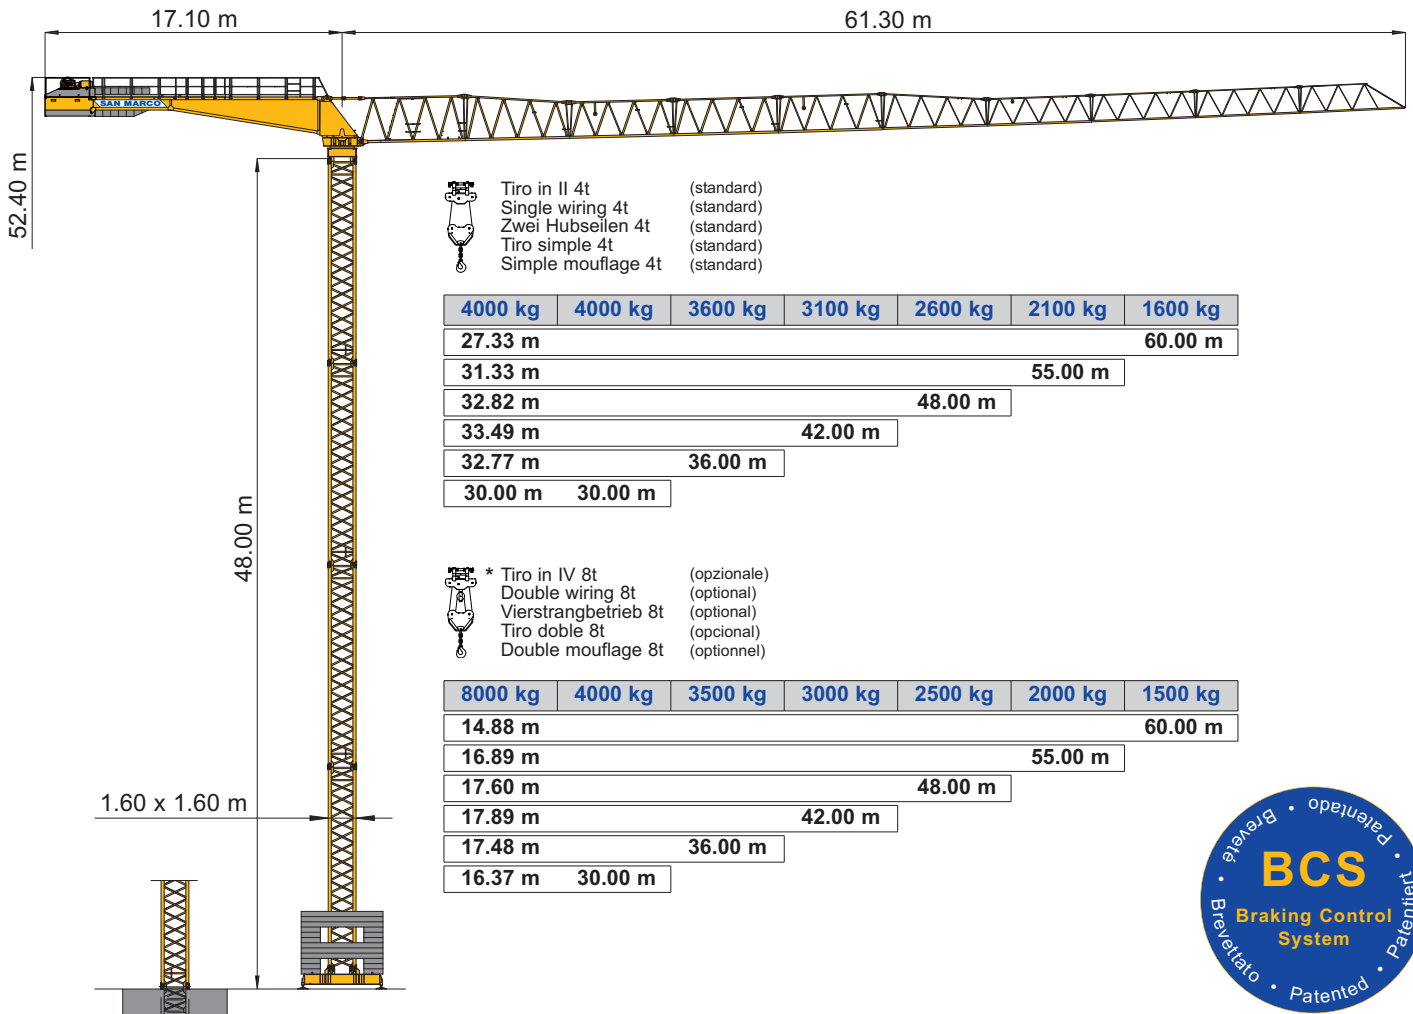 17.10 m
61.30 m
SAN MARCO
52.40 m
Tiro in II 4t (standard)
Single wiring 4t (standard)
Zwei Hubseilen 4t (standard)
Tiro simple 4t (standard)
Simple mouflage 4t (standard)
4000 kg 4000 kg 3600 kg 3100 kg 2600 kg 2100 kg 1600 kg
27.33 m 60.00 m
31.33 m 55.00 m
32.82 m 48.00 m
33.49 m 42.00 m
32.77 m 36.00 m
30.00 m 30.00 m
48.00 m
* Tiro in IV 8t (opzionale)
Double wiring 8t (optional)
Vierstrangbetrieb 8t (optional)
Tiro doble 8t (opcional)
Double mouflage 8t (optionnel)
8000 kg 4000 kg 3500 kg 3000 kg 2500 kg 2000 kg 1500 kg
14.88 m 60.00 m
16.89 m 55.00 m
17.60 m 48.00 m
17.89 m 42.00 m
17.48 m 36.00 m
16.37 m 30.00 m
1.60 x 1.60 m
BCS
Braking Control
System
Brevettato • Breveté • Patentado • Patentiert • Patented •